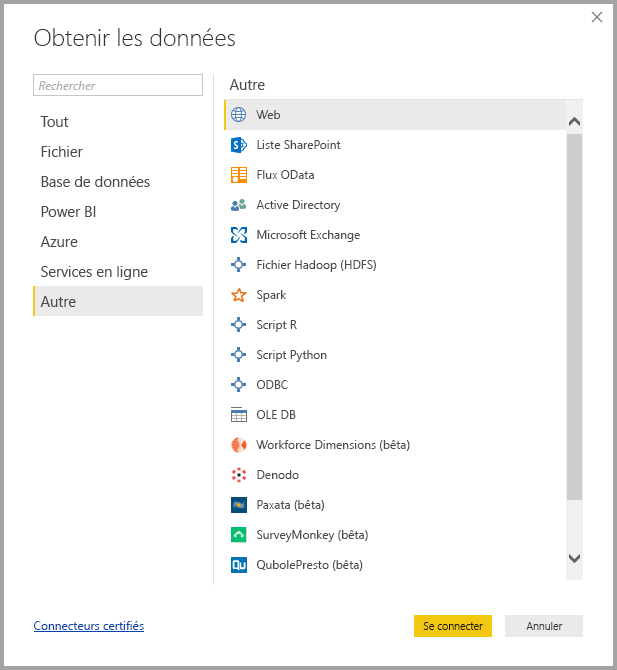 Obtenir les données
Rechercher
Tout
Fichier
Base de données
Power BI
Azure
Services en ligne
Autre
Autre
Web
Liste SharePoint
Flux OData
Active Directory
Microsoft Exchange
Fichier Hadoop (HDFS)
Spark
Script R
Script Python
ODBC
OLE DB
Workforce Dimensions (bêta)
Denodo
Paxata (bêta)
SurveyMonkey (bêta)
QubolePresto (bêta)
Connecteurs certifiés
Se connecter
Annuler